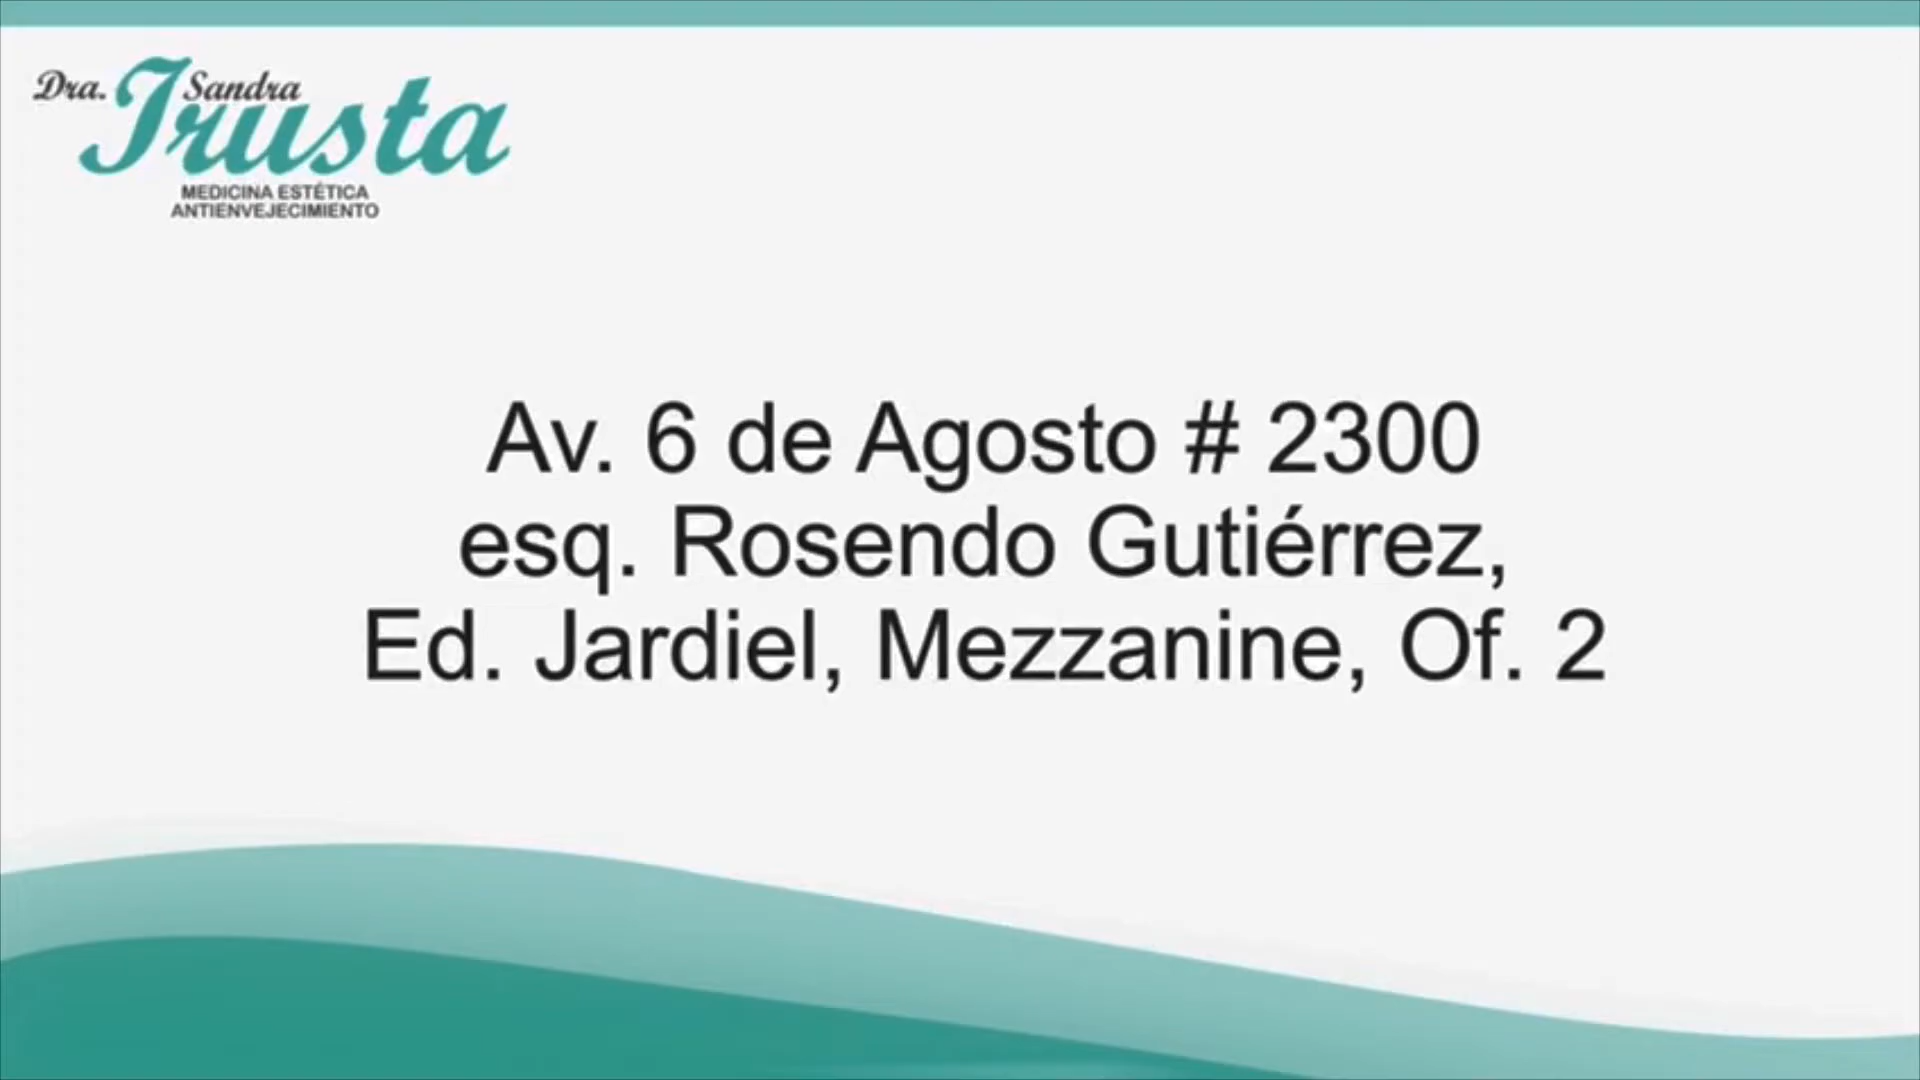 Dra. Sandra
Irusta
MEDICINA ESTÉTICA
ANTIENVEJECIMIENTO
Av. 6 de Agosto # 2300
esq. Rosendo Gutiérrez,
Ed. Jardiel, Mezzanine, Of. 2